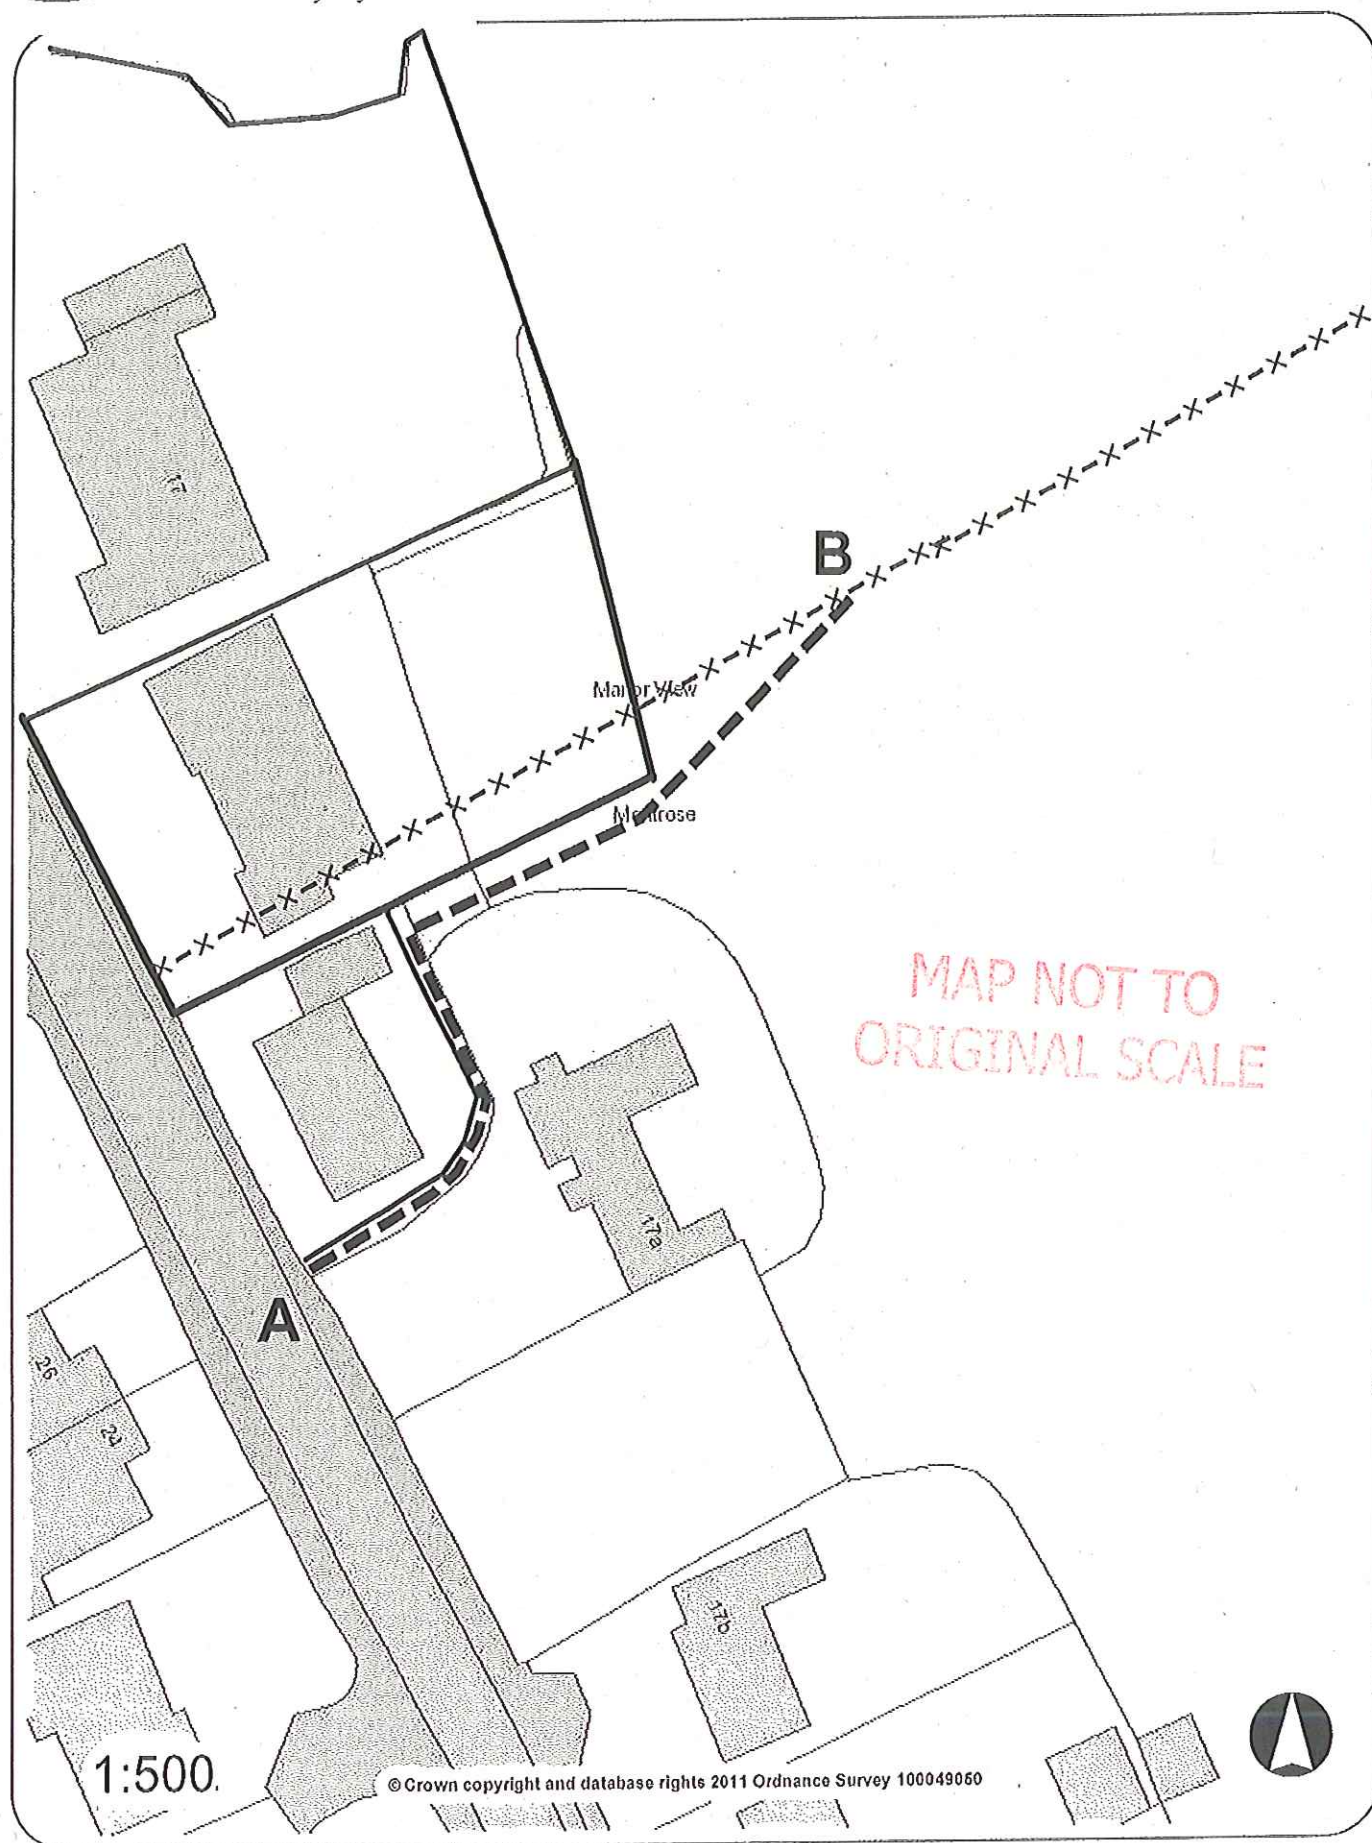 17
B
Manor View
Montrose
MAP NOT TO
ORIGINAL SCALE
17a
A
26
24
17b
1:500
© Crown copyright and database rights 2011 Ordnance Survey 100049050